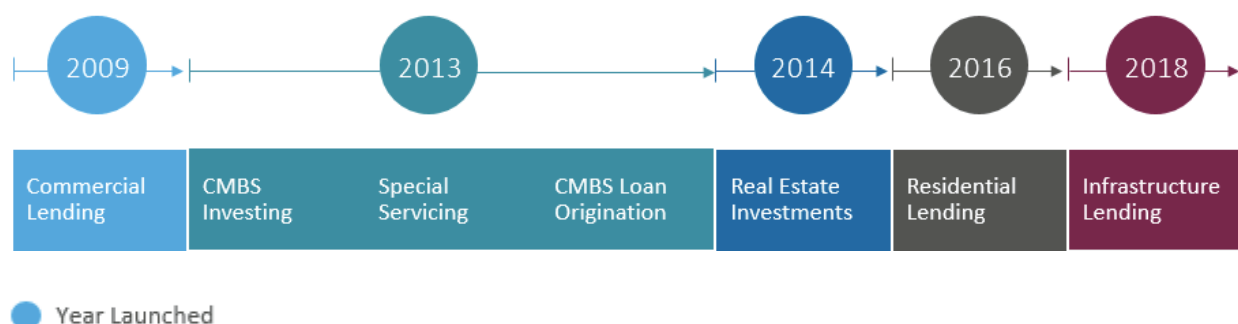 2009
2013
2014
2016
2018
Commercial
Lending
CMBS
Investing
Special
Servicing
CMBS Loan
Origination
Real Estate
Investments
Residential
Lending
Infrastructure
Lending
Year Launched